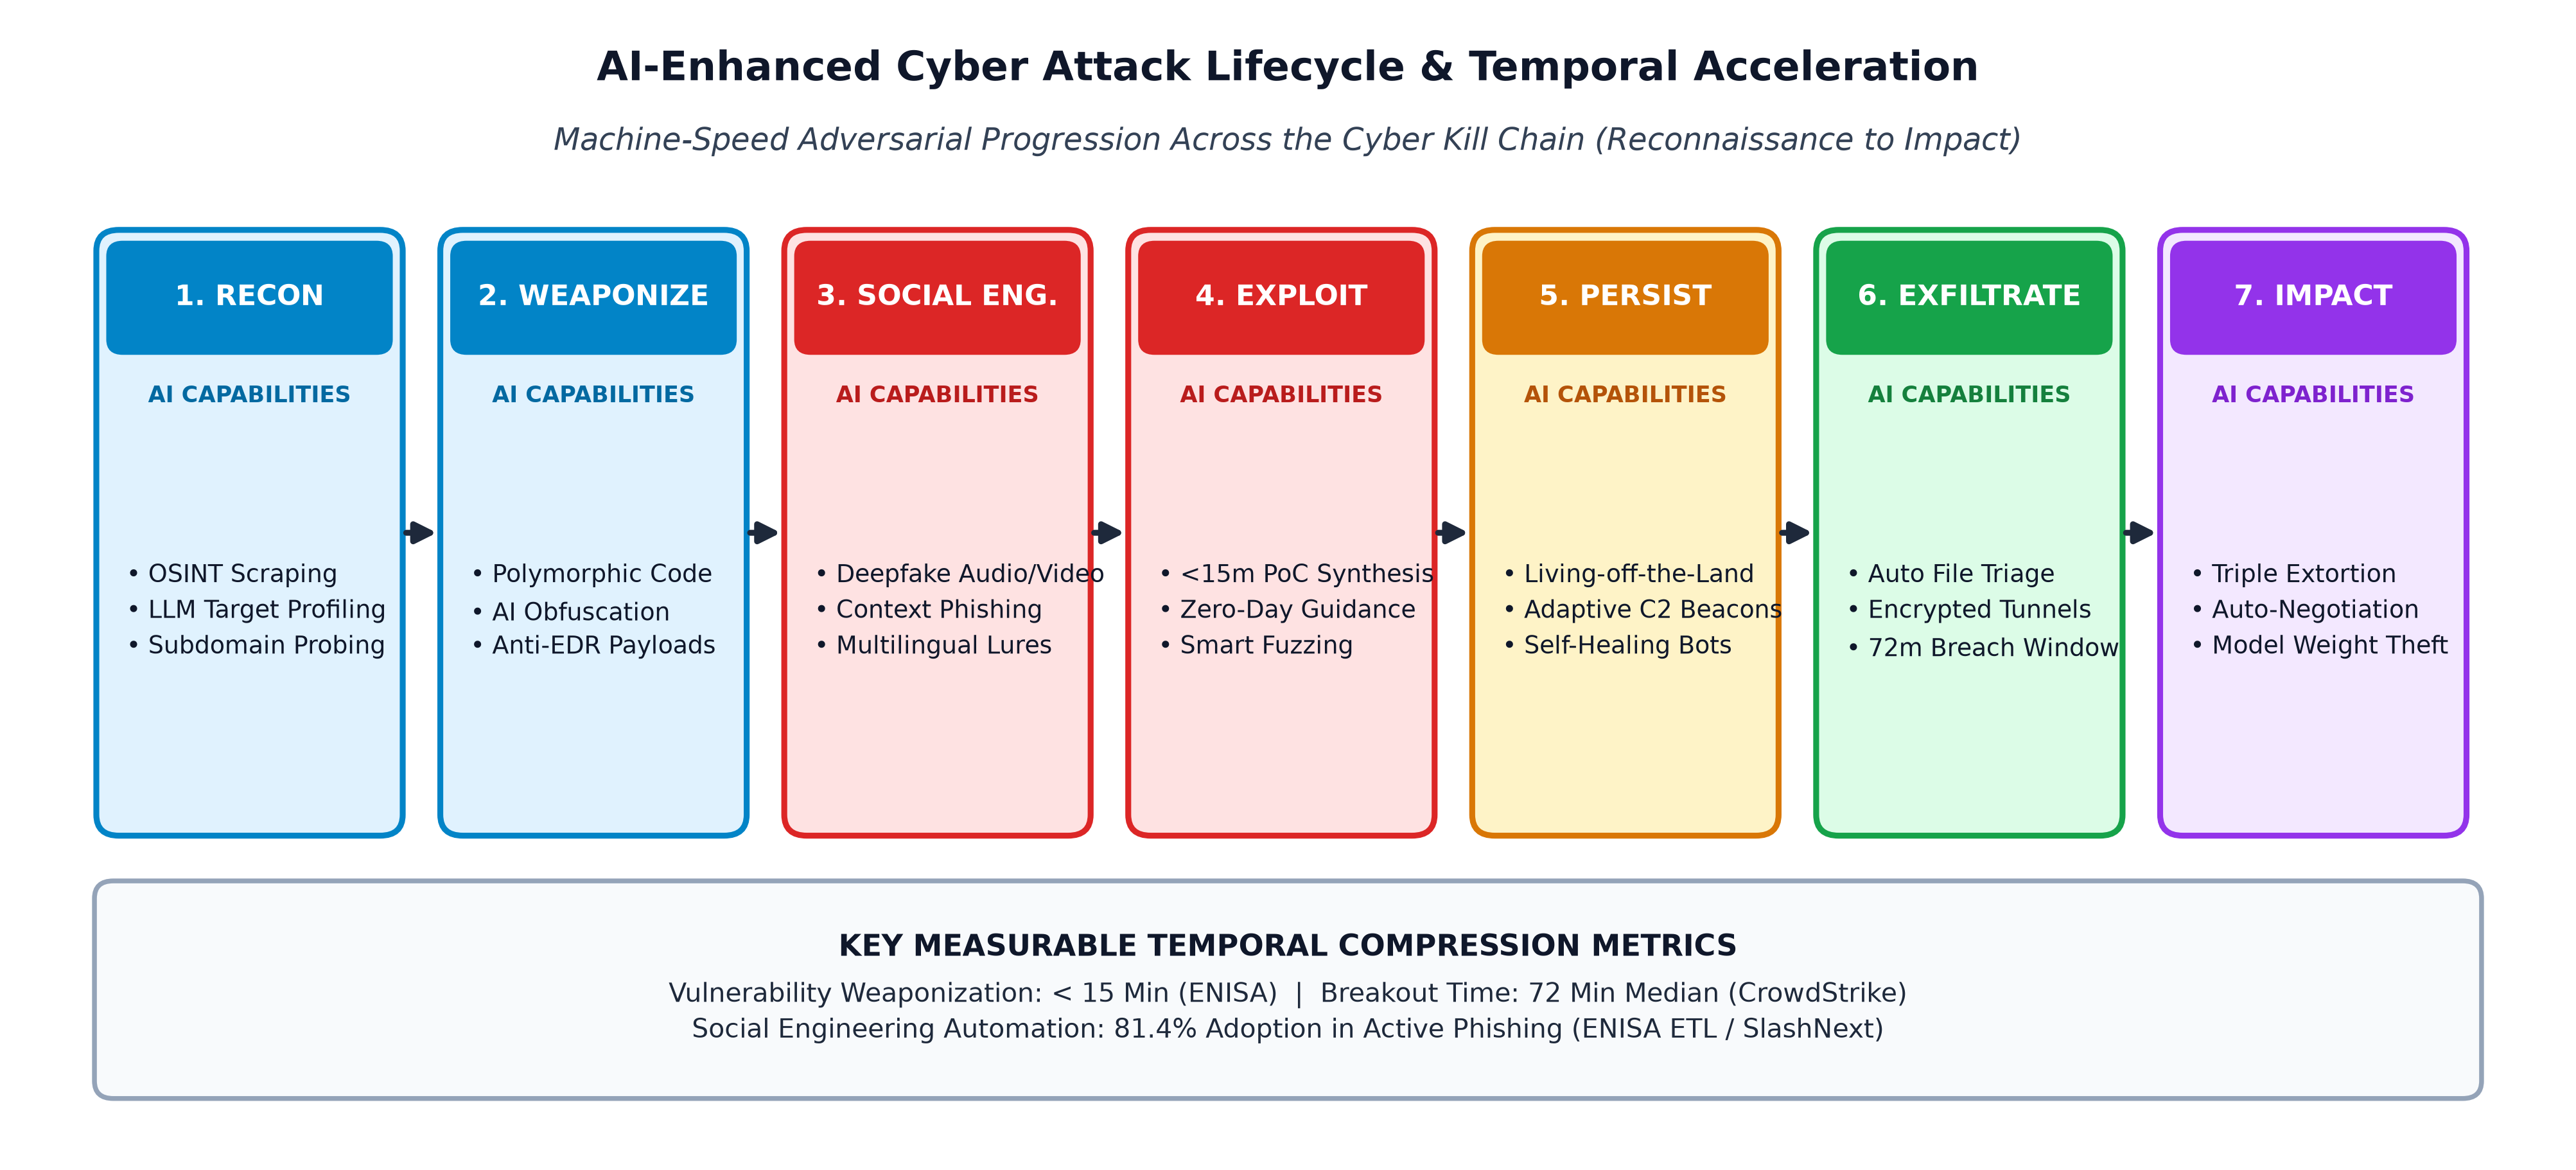 AI-Enhanced Cyber Attack Lifecycle & Temporal Acceleration
Machine-Speed Adversarial Progression Across the Cyber Kill Chain (Reconnaissance to Impact)
1. RECON
AI CAPABILITIES
• OSINT Scraping
• LLM Target Profiling
• Subdomain Probing
2. WEAPONIZE
AI CAPABILITIES
• Polymorphic Code
• AI Obfuscation
• Anti-EDR Payloads
3. SOCIAL ENG.
AI CAPABILITIES
• Deepfake Audio/Video
• Context Phishing
• Multilingual Lures
4. EXPLOIT
AI CAPABILITIES
• <15m PoC Synthesis
• Zero-Day Guidance
• Smart Fuzzing
5. PERSIST
AI CAPABILITIES
• Living-off-the-Land
• Adaptive C2 Beacons
• Self-Healing Bots
6. EXFILTRATE
AI CAPABILITIES
• Auto File Triage
• Encrypted Tunnels
• 72m Breach Window
7. IMPACT
AI CAPABILITIES
• Triple Extortion
• Auto-Negotiation
• Model Weight Theft
KEY MEASURABLE TEMPORAL COMPRESSION METRICS
Vulnerability Weaponization: < 15 Min (ENISA) | Breakout Time: 72 Min Median (CrowdStrike)
Social Engineering Automation: 81.4% Adoption in Active Phishing (ENISA ETL / SlashNext)